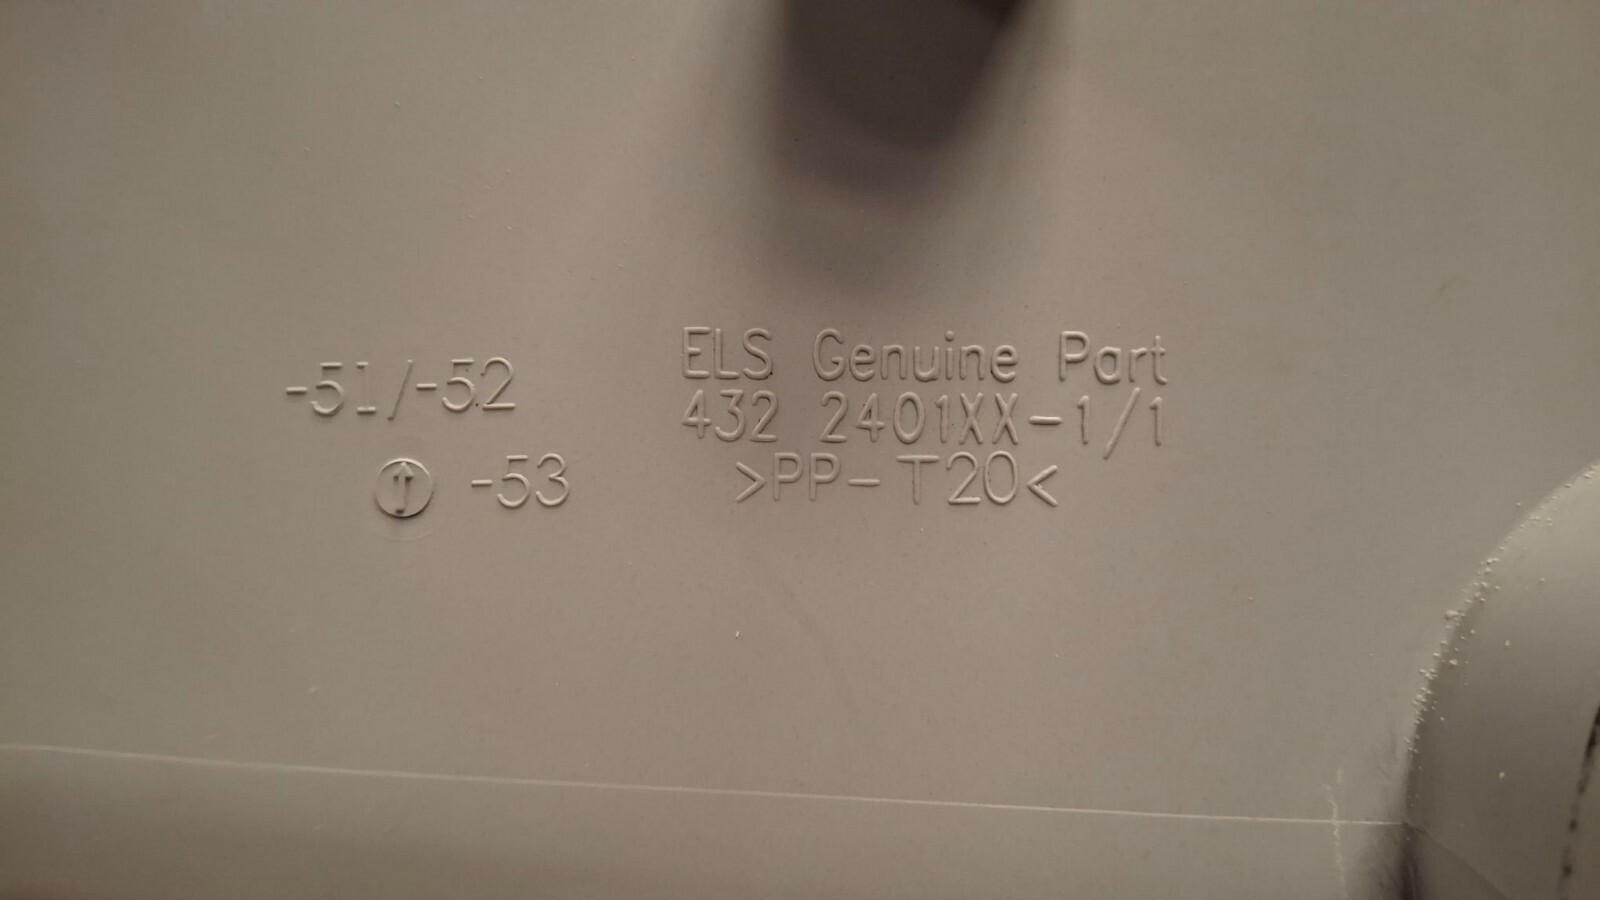 -51/-52
-53
ELS Genuine Part
432 2401XX-1/1
>PP-T20<